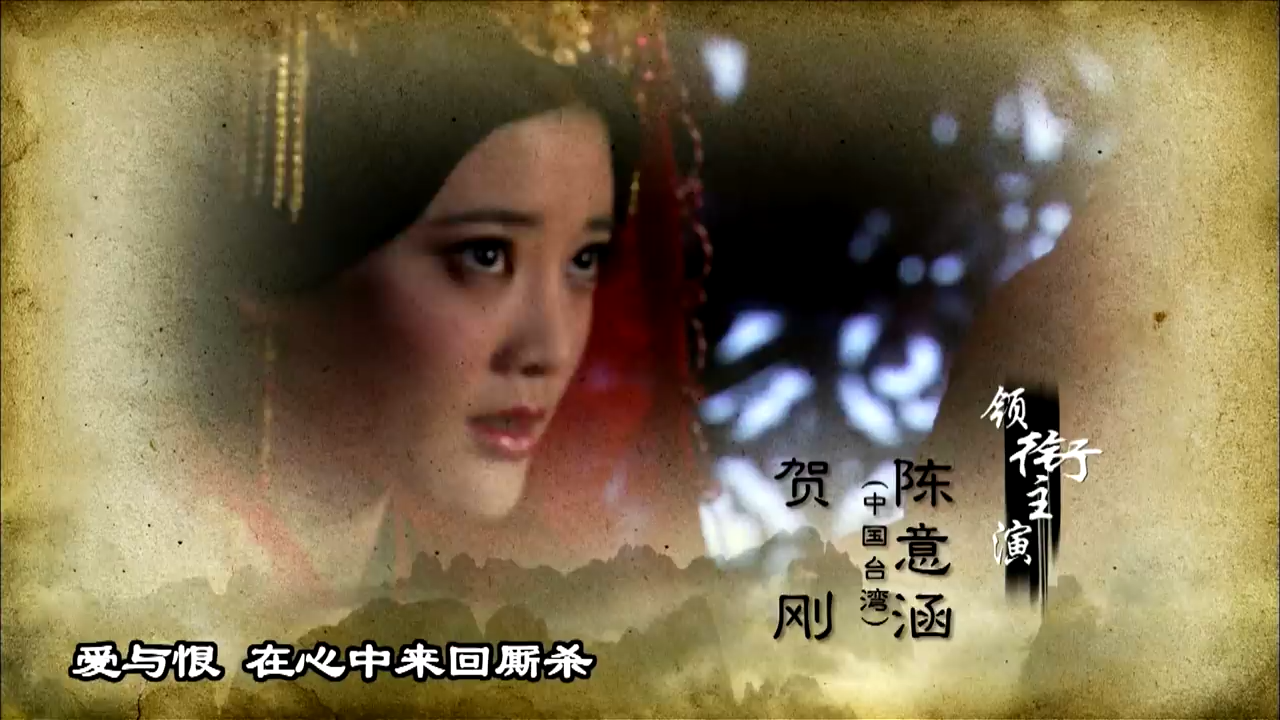 领衔主演
陈意涵
（中国台湾）
贺刚
爱与恨 在心中来回厮杀